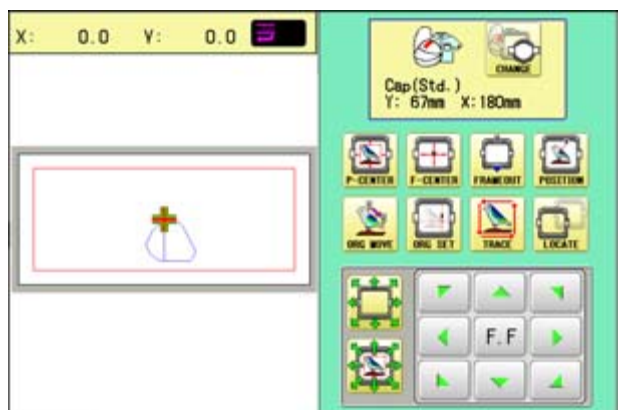 X: 0.0 Y: 0.0
CHANGE
Cap(Std.)
Y: 67mm X:180mm
P-CENTER F-CENTER FRAMEOUT POSITION
ORG MOVE ORG SET TRACE LOCATE
F.F